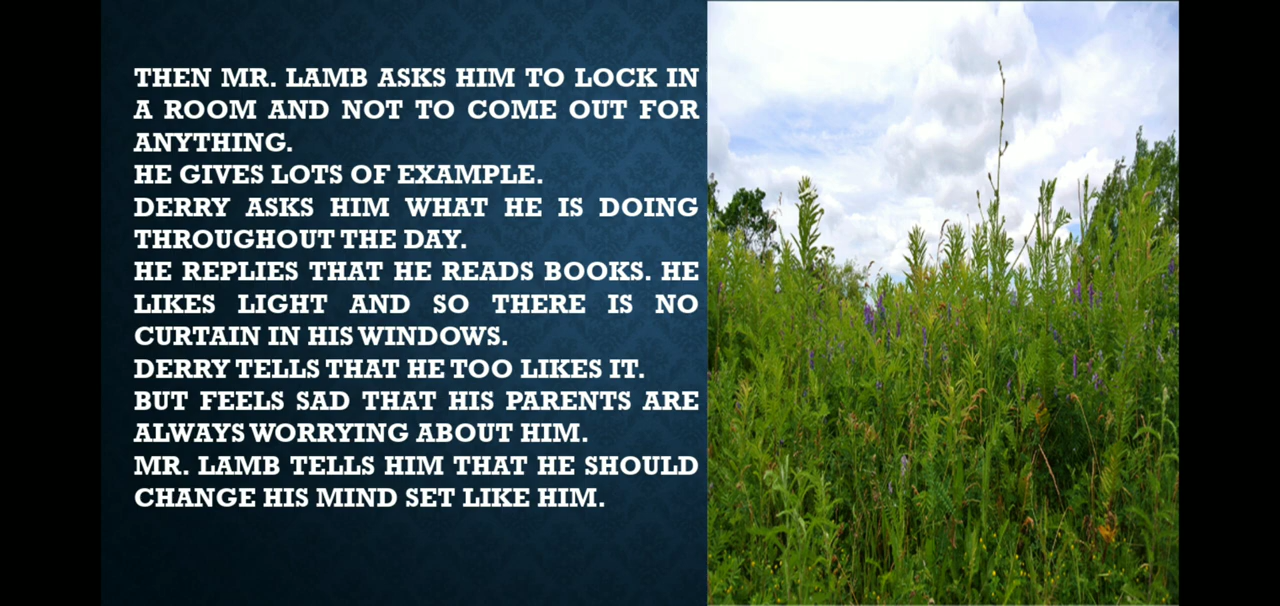 THEN MR. LAMB ASKS HIM TO LOCK IN
A ROOM AND NOT TO COME OUT FOR
ANYTHING.
HE GIVES LOTS OF EXAMPLE.
DERRY ASKS HIM WHAT HE IS DOING
THROUGHOUT THE DAY.
HE REPLIES THAT HE READS BOOKS. HE
LIKES LIGHT AND SO THERE IS NO
CURTAIN IN HIS WINDOWS.
DERRY TELLS THAT HE TOO LIKES IT.
BUT FEELS SAD THAT HIS PARENTS ARE
ALWAYS WORRYING ABOUT HIM.
MR. LAMB TELLS HIM THAT HE SHOULD
CHANGE HIS MIND SET LIKE HIM.